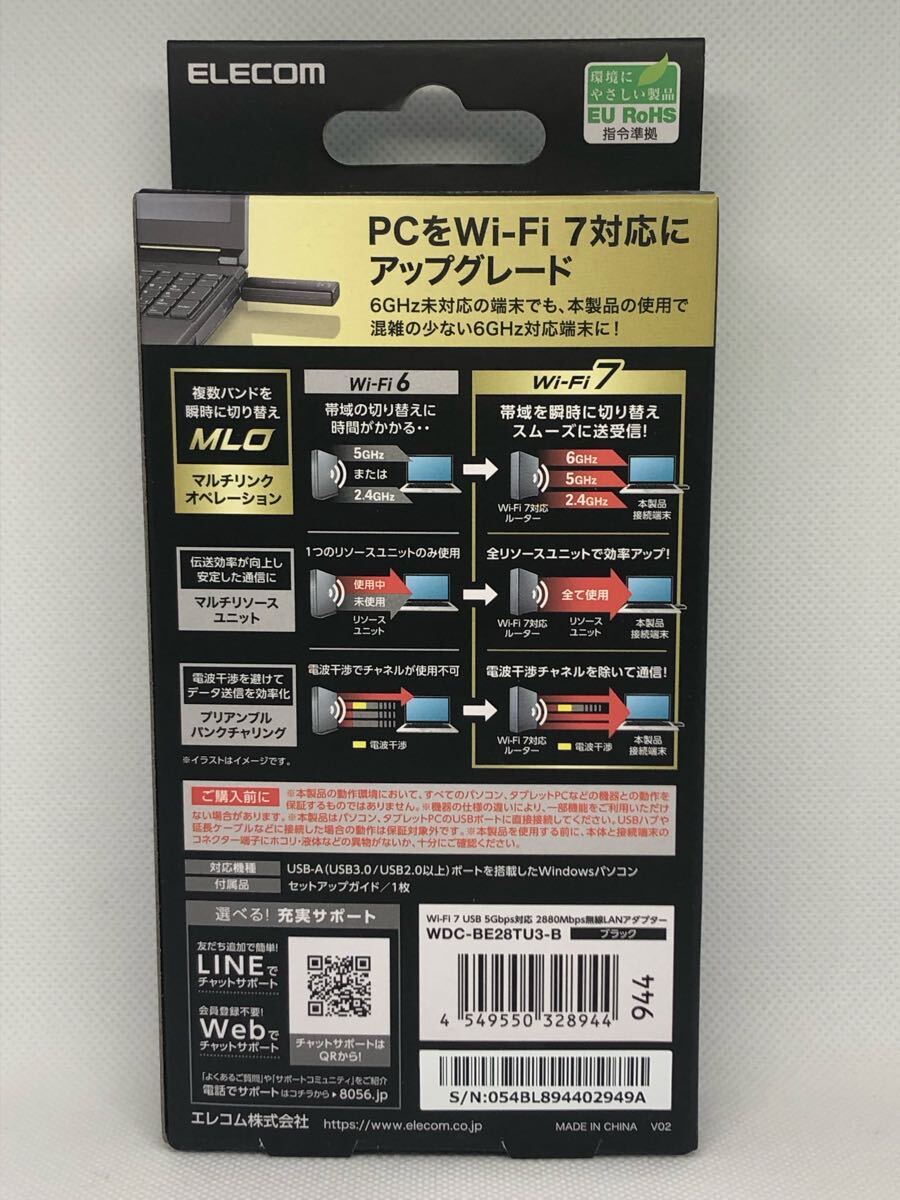 ELECOM
環境に
やさしい製品
EU RoHS
指令準拠
PCをWi-Fi 7対応に
アップグレード
6GHz未対応の端末でも、本製品の使用で
混雑の少ない6GHz対応端末に!
複数バンドを
瞬時に切り替え
MLO
マルチリンク
オペレーション
Wi-Fi 6
帯域の切り替えに
時間がかかる‥
5GHz
または
2.4GHz
Wi-Fi 7
帯域を瞬時に切り替え
スムーズに送受信!
6GHz
5GHz
2.4GHz
Wi-Fi 7対応
ルーター
本製品
接続端末
伝送効率が向上し
安定した通信に
マルチリソース
ユニット
1つのリソースユニットのみ使用
使用中
未使用
リソース
ユニット
全リソースユニットで効率アップ!
全て使用
Wi-Fi 7対応
ルーター
リソース
ユニット
本製品
接続端末
電波干渉を避けて
データ送信を効率化
プリアンブル
パンクチャリング
電波干渉でチャネルが使用不可
電波干渉
電波干渉チャネルを除いて通信!
Wi-Fi 7対応
ルーター
電波干渉
本製品
接続端末
※イラストはイメージです。
ご購入前に ※本製品の動作環境において、すべてのパソコン、タブレットPCなどの機器との動作を
保証するものではありません。※機器の仕様の違いにより、一部機能をご利用いただけ
ない場合があります。※本製品はパソコン、タブレットPCのUSBポートに直接接続してください。USBハブや
延長ケーブルなどに接続した場合の動作は保証対象外です。※本製品を使用する前に、本体と接続端末の
コネクター端子にホコリ・液体などの異物がないか、十分にご確認ください。
対応機種 USB-A(USB3.0/USB2.0以上)ポートを搭載したWindowsパソコン
付属品 セットアップガイド/1枚
選べる! 充実サポート
友だち追加で簡単!
LINEで
チャットサポート
会員登録不要!
Webで
チャットサポート
チャットサポートは
QRから!
「よくあるご質問」や「サポートコミュニティ」をご紹介
電話でサポートはコチラから▸8056.jp
Wi-Fi 7 USB 5Gbps対応 2880Mbps無線LANアダプター
WDC-BE28TU3-B ブラック
4 549550 328944
944
S/N:054BL894402949A
エレコム株式会社 https://www.elecom.co.jp
MADE IN CHINA V02